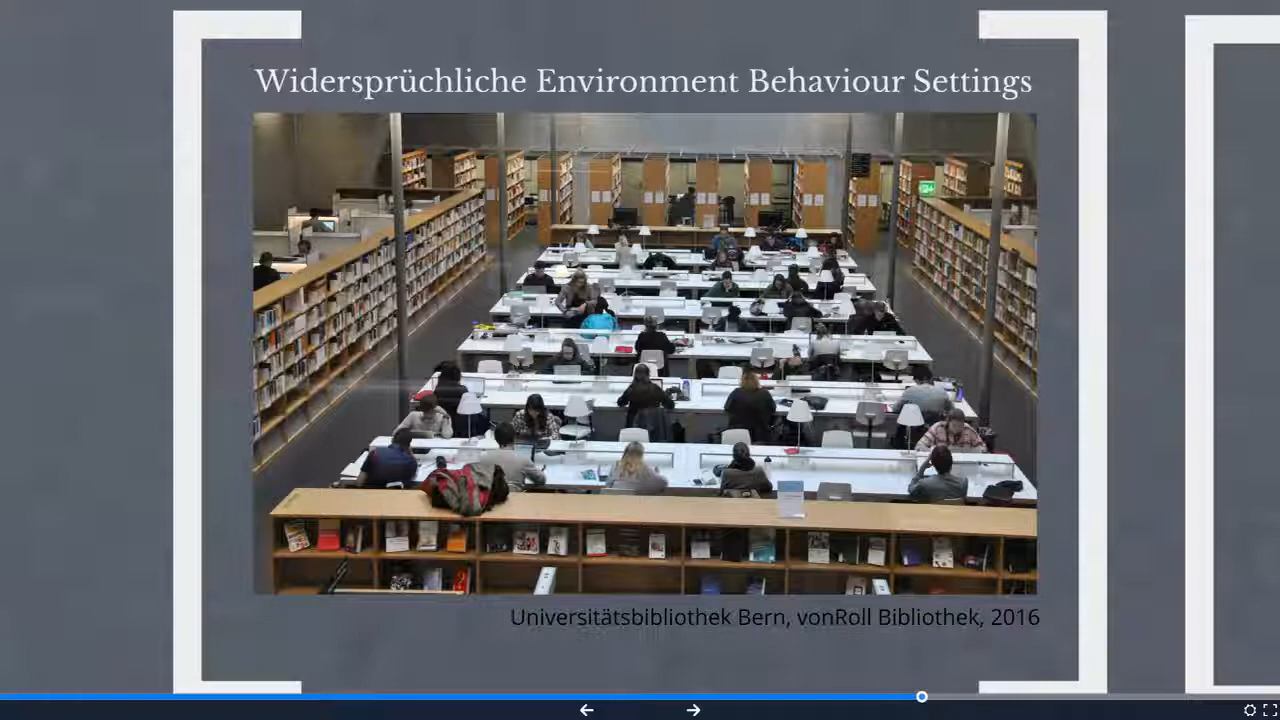 Widersprüchliche Environment Behaviour Settings
Universitätsbibliothek Bern, vonRoll Bibliothek, 2016